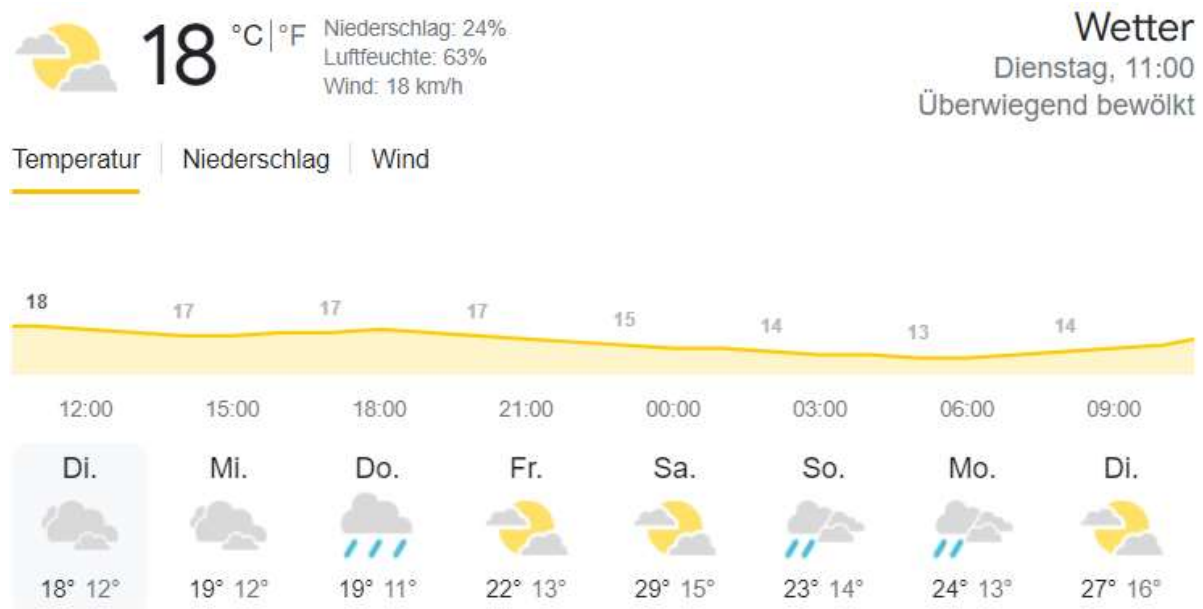 18 °C|°F
Niederschlag: 24%
Luftfeuchte: 63%
Wind: 18 km/h
Wetter
Dienstag, 11:00
Überwiegend bewölkt
Temperatur Niederschlag Wind
18 17 17 17 15 14 13 14
12:00 15:00 18:00 21:00 00:00 03:00 06:00 09:00
Di. Mi. Do. Fr. Sa. So. Mo. Di.
18° 12° 19° 12° 19° 11° 22° 13° 29° 15° 23° 14° 24° 13° 27° 16°